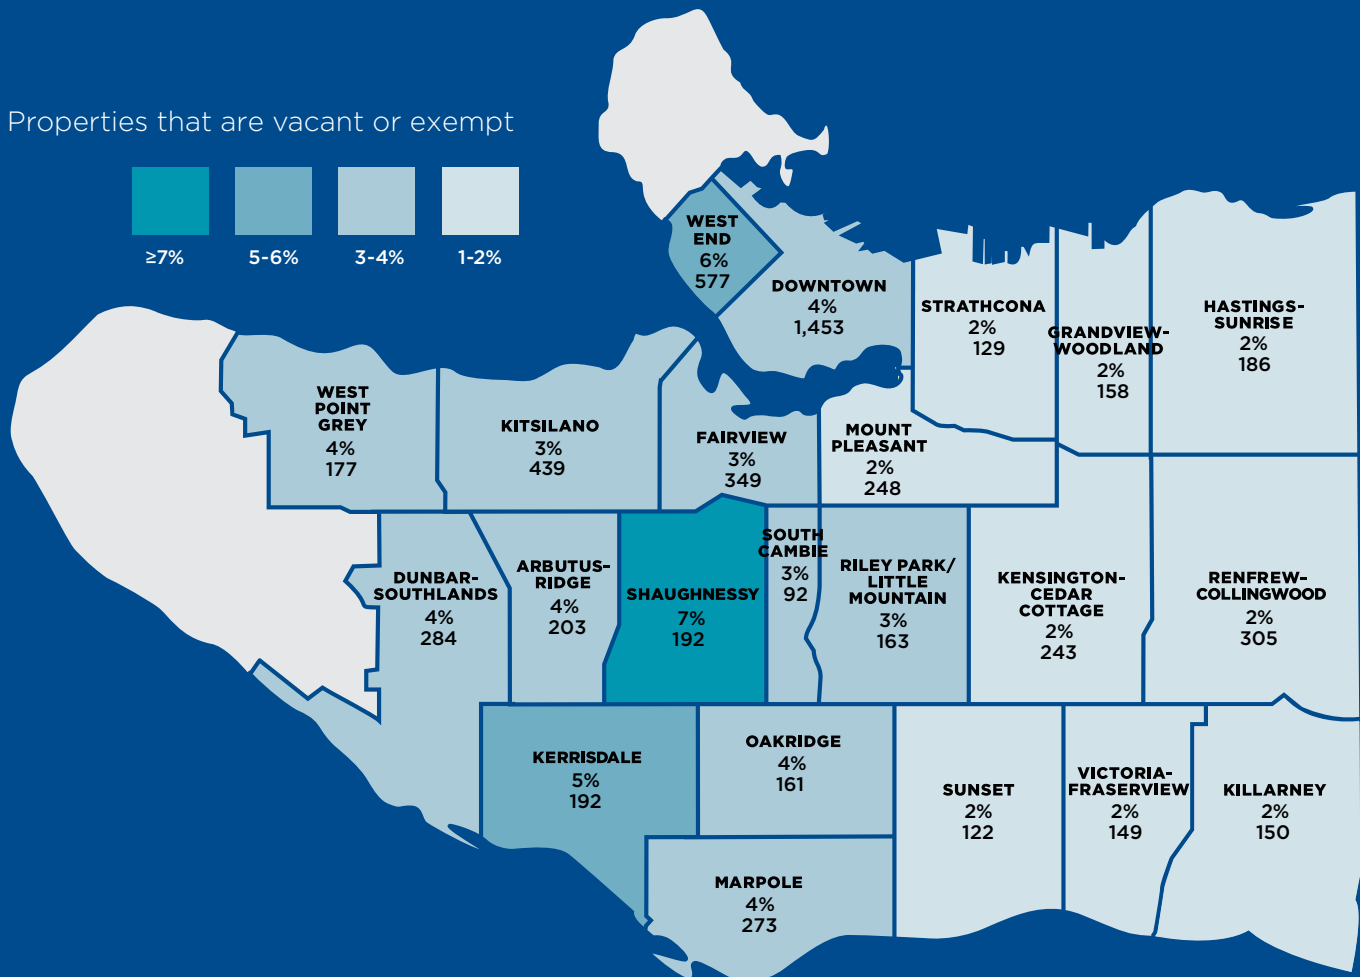 Properties that are vacant or exempt
≥7%
5-6%
3-4%
1-2%
WEST
END
6%
577
DOWNTOWN
4%
1,453
STRATHCONA
2%
129
GRANDVIEW-
WOODLAND
2%
158
HASTINGS-
SUNRISE
2%
186
WEST
POINT
GREY
4%
177
KITSILANO
3%
439
FAIRVIEW
3%
349
MOUNT
PLEASANT
2%
248
DUNBAR-
SOUTHLANDS
4%
284
ARBUTUS-
RIDGE
4%
203
SHAUGHNESSY
7%
192
SOUTH
CAMBIE
3%
92
RILEY PARK/
LITTLE
MOUNTAIN
3%
163
KENSINGTON-
CEDAR
COTTAGE
2%
243
RENFREW-
COLLINGWOOD
2%
305
KERRISDALE
5%
192
OAKRIDGE
4%
161
SUNSET
2%
122
VICTORIA-
FRASERVIEW
2%
149
KILLARNEY
2%
150
MARPOLE
4%
273